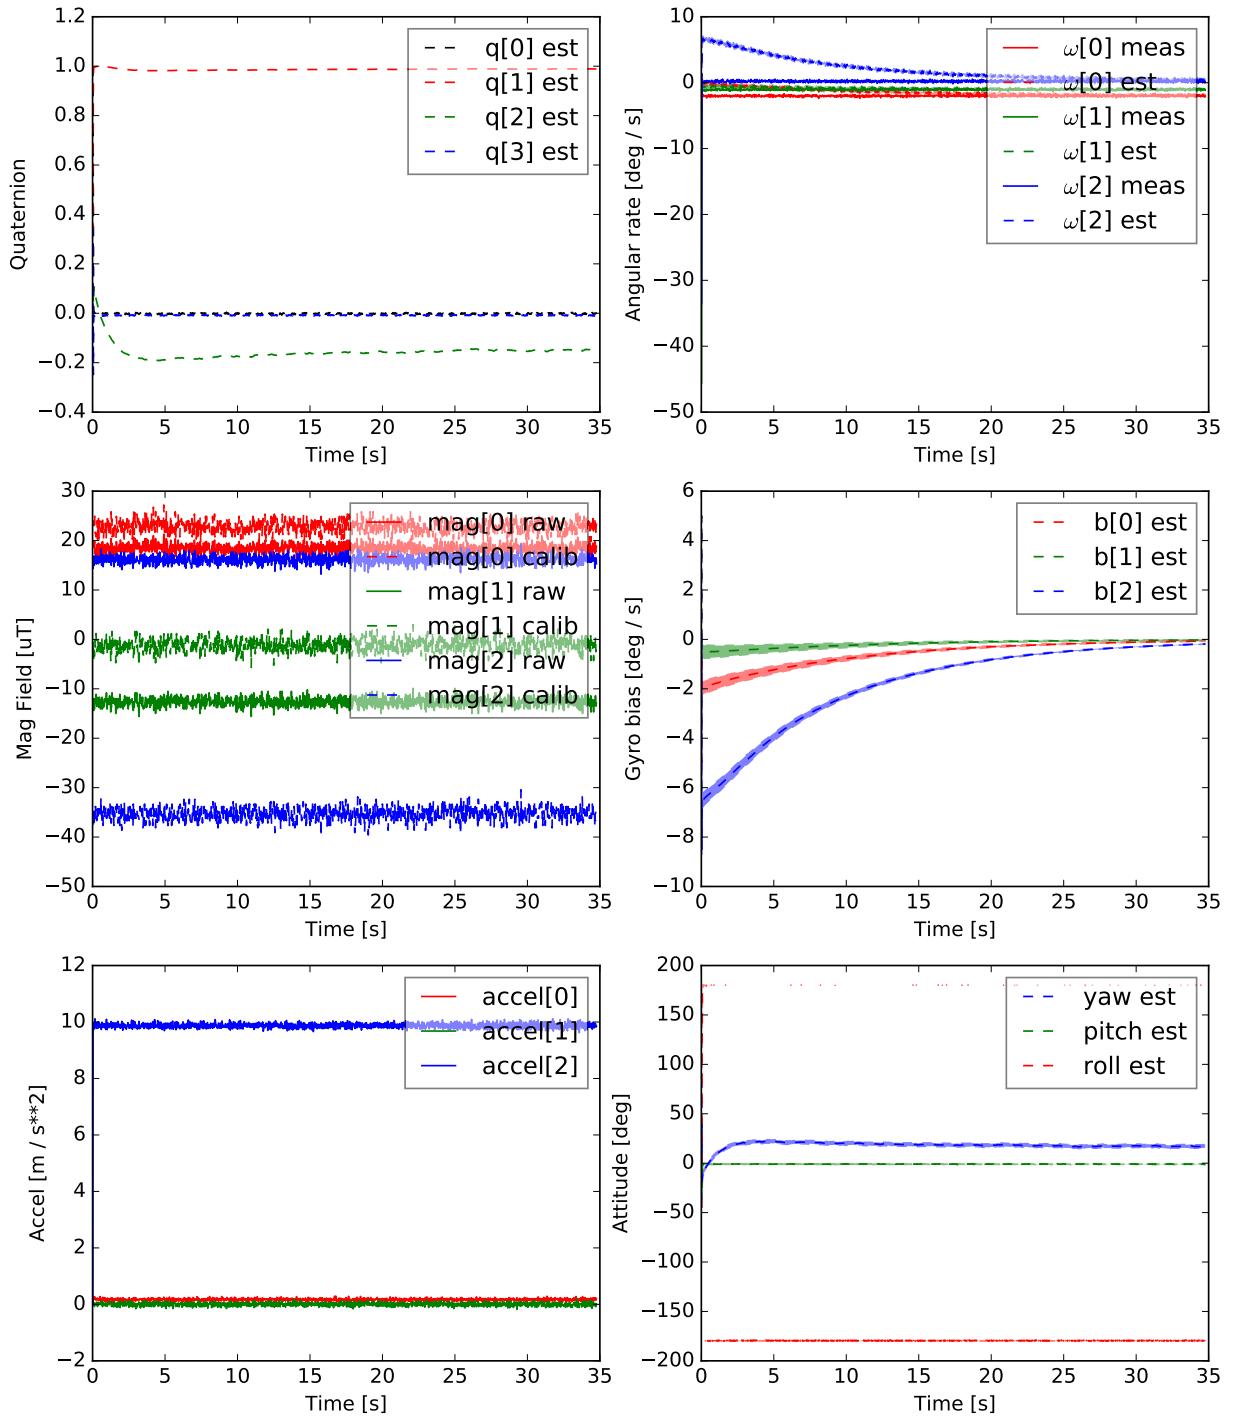 1.2
1.0
0.8
0.6
0.4
0.2
0.0
−0.2
−0.4
Quaternion
q[0] est
q[1] est
q[2] est
q[3] est
0 5 10 15 20 25 30 35
Time [s]
10
0
−10
−20
−30
−40
−50
Angular rate [deg / s]
ω[0] meas
ω[0] est
ω[1] meas
ω[1] est
ω[2] meas
ω[2] est
0 5 10 15 20 25 30 35
Time [s]
30
20
10
0
−10
−20
−30
−40
−50
Mag Field [uT]
mag[0] raw
mag[0] calib
mag[1] raw
mag[1] calib
mag[2] raw
mag[2] calib
0 5 10 15 20 25 30 35
Time [s]
6
4
2
0
−2
−4
−6
−8
−10
Gyro bias [deg / s]
b[0] est
b[1] est
b[2] est
0 5 10 15 20 25 30 35
Time [s]
12
10
8
6
4
2
0
−2
Accel [m / s**2]
accel[0]
accel[1]
accel[2]
0 5 10 15 20 25 30 35
Time [s]
200
150
100
50
0
−50
−100
−150
−200
Attitude [deg]
yaw est
pitch est
roll est
0 5 10 15 20 25 30 35
Time [s]